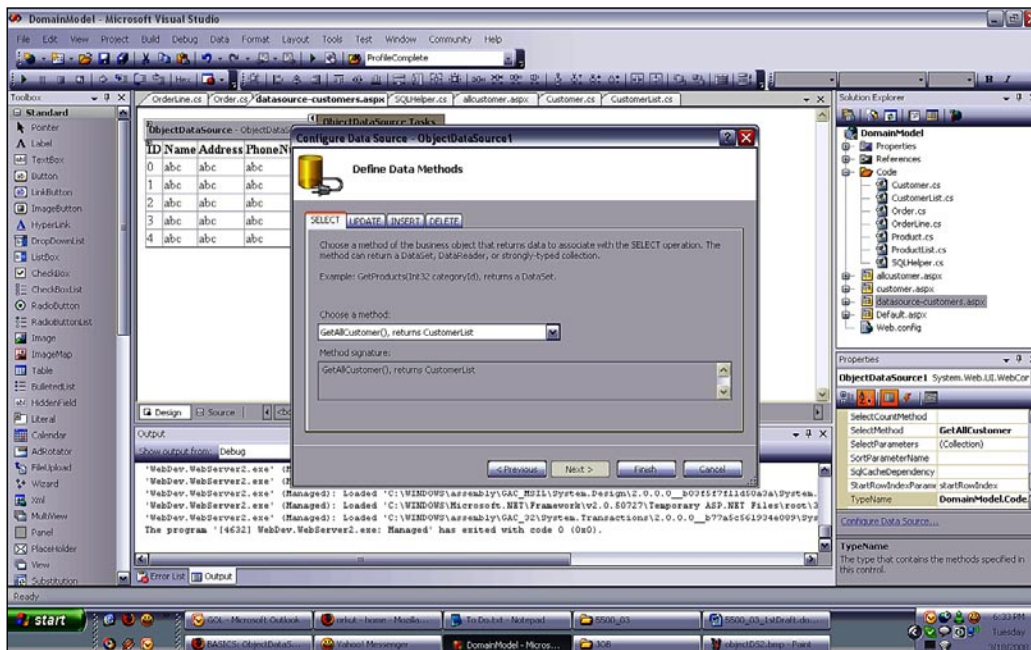 DomainModel - Microsoft Visual Studio
File Edit View Project Build Debug Data Format Layout Tools Test Window Community Help
ProfileComplete
Toolbox
Standard
Pointer
Label
TextBox
Button
LinkButton
ImageButton
HyperLink
DropDownList
ListBox
CheckBox
CheckBoxList
RadioButton
RadioButtonList
Image
ImageMap
Table
BulletedList
HiddenField
Literal
Calendar
AdRotator
FileUpload
Wizard
Xml
MultiView
Panel
PlaceHolder
View
Substitution
OrderLine.cs Order.cs datasource-customers.aspx SQLHelper.cs allcustomer.aspx Customer.cs CustomerList.cs
ObjectDataSource - ObjectDataS
ObjectDataSource Tasks
ID Name Address PhoneN
0 abc abc abc
1 abc abc abc
2 abc abc abc
3 abc abc abc
4 abc abc abc
Configure Data Source - ObjectDataSource1
Define Data Methods
SELECT UPDATE INSERT DELETE
Choose a method of the business object that returns data to associate with the SELECT operation. The
method can return a DataSet, DataReader, or strongly-typed collection.
Example: GetProducts(Int32 categoryId), returns a DataSet.
Choose a method:
GetAllCustomer(), returns CustomerList
Method signature:
GetAllCustomer(), returns CustomerList
< Previous Next > Finish Cancel
Design Source
Output
Show output from: Debug
'WebDev.WebServer2.exe' (M
'WebDev.WebServer2.exe' (Managed): Loaded 'C:\WINDOWS\assembly\GAC_MSIL\System.Design\2.0.0.0__b03f5f7f11d50a3a\System.
'WebDev.WebServer2.exe' (Managed): Loaded 'C:\WINDOWS\Microsoft.NET\Framework\v2.0.50727\Temporary ASP.NET Files\root\3
'WebDev.WebServer2.exe' (Managed): Loaded 'C:\WINDOWS\assembly\GAC_32\System.Transactions\2.0.0.0__b77a5c561934e089\Sys
The program '[4632] WebDev.WebServer2.exe: Managed' has exited with code 0 (0x0).
Error List Output
Solution Explorer
DomainModel
Properties
References
Code
Customer.cs
CustomerList.cs
Order.cs
OrderLine.cs
Product.cs
ProductList.cs
SQLHelper.cs
allcustomer.aspx
customer.aspx
datasource-customers.aspx
Default.aspx
Web.config
Properties
ObjectDataSource1 System.Web.UI.WebCor
SelectCountMethod
SelectMethod GetAllCustomer
SelectParameters (Collection)
SortParameterName
SqlCacheDependency
StartRowIndexParame startRowIndex
TypeName DomainModel.Code.
Configure Data Source...
TypeName
The type that contains the methods specified in
this control.
Ready
start
GOL - Microsoft Outlook orkut - home - Mozilla... To Do.txt - Notepad 5500_03 5500_03_1stDraft.do...
BASICS: ObjectDataS... Yahoo! Messenger DomainModel - Micros... JOB objectDS2.bmp - Paint
6:33 PM
Tuesday